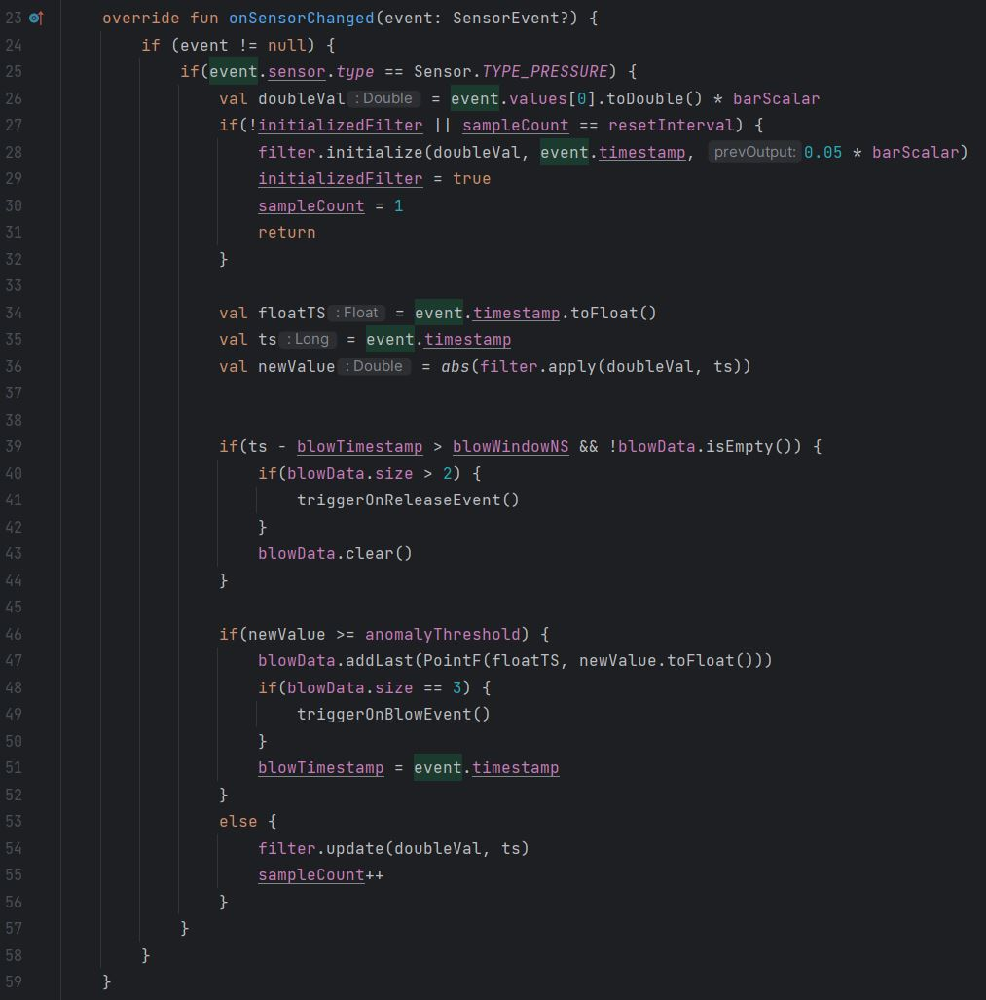 23 override fun onSensorChanged(event: SensorEvent?) {
24 if (event != null) {
25 if(event.sensor.type == Sensor.TYPE_PRESSURE) {
26 val doubleVal : Double = event.values[0].toDouble() * barScalar
27 if(!initializedFilter || sampleCount == resetInterval) {
28 filter.initialize(doubleVal, event.timestamp, prevOutput: 0.05 * barScalar)
29 initializedFilter = true
30 sampleCount = 1
31 return
32 }
33
34 val floatTS : Float = event.timestamp.toFloat()
35 val ts : Long = event.timestamp
36 val newValue : Double = abs(filter.apply(doubleVal, ts))
37
38
39 if(ts - blowTimestamp > blowWindowNS && !blowData.isEmpty()) {
40 if(blowData.size > 2) {
41 triggerOnReleaseEvent()
42 }
43 blowData.clear()
44 }
45
46 if(newValue >= anomalyThreshold) {
47 blowData.addLast(PointF(floatTS, newValue.toFloat()))
48 if(blowData.size == 3) {
49 triggerOnBlowEvent()
50 }
51 blowTimestamp = event.timestamp
52 }
53 else {
54 filter.update(doubleVal, ts)
55 sampleCount++
56 }
57 }
58 }
59 }